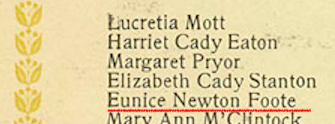 Lucretia Mott
Harriet Cady Eaton
Margaret Pryor
Elizabeth Cady Stanton
Eunice Newton Foote
Mary Ann M'Clintock